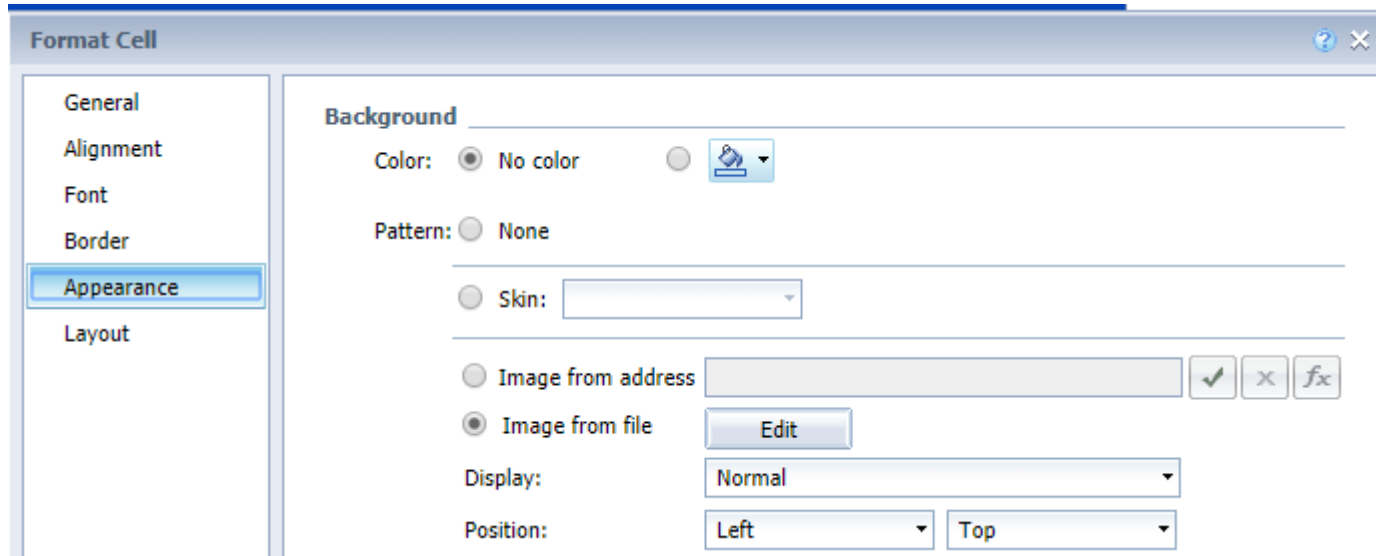 Format Cell
General
Alignment
Font
Border
Appearance
Layout
Background
Color: No color
Pattern: None
Skin:
Image from address fx
Image from file Edit
Display: Normal
Position: Left Top